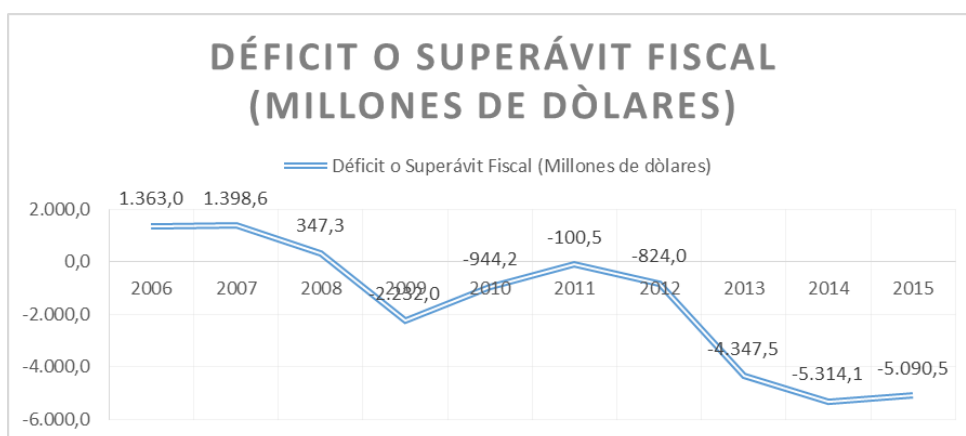 DÉFICIT O SUPERÁVIT FISCAL
(MILLONES DE DÒLARES)
Déficit o Superávit Fiscal (Millones de dòlares)
1.363,0 1.398,6 347,3 -2.232,0 -944,2 -100,5 -824,0 -4.347,5 -5.314,1 -5.090,5
2.000,0
0,0
2006 2007 2008 2009 2010 2011 2012 2013 2014 2015
-2.000,0
-4.000,0
-6.000,0